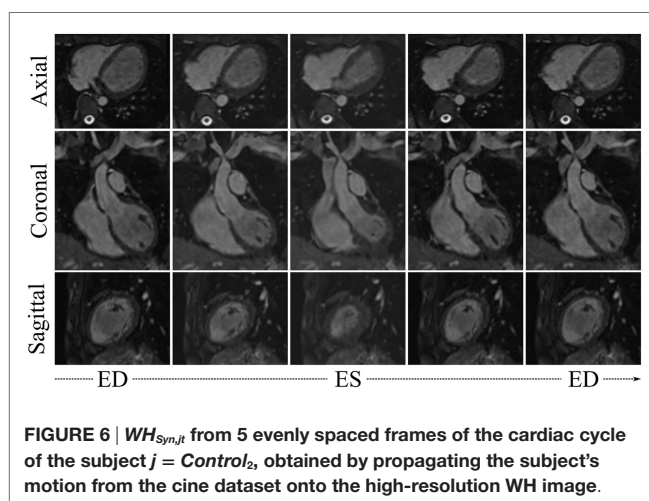 Axial
Coronal
Sagittal
ED ES ED
FIGURE 6 | WH_{Syn,jt} from 5 evenly spaced frames of the cardiac cycle
of the subject j = Control₂, obtained by propagating the subject's
motion from the cine dataset onto the high-resolution WH image.